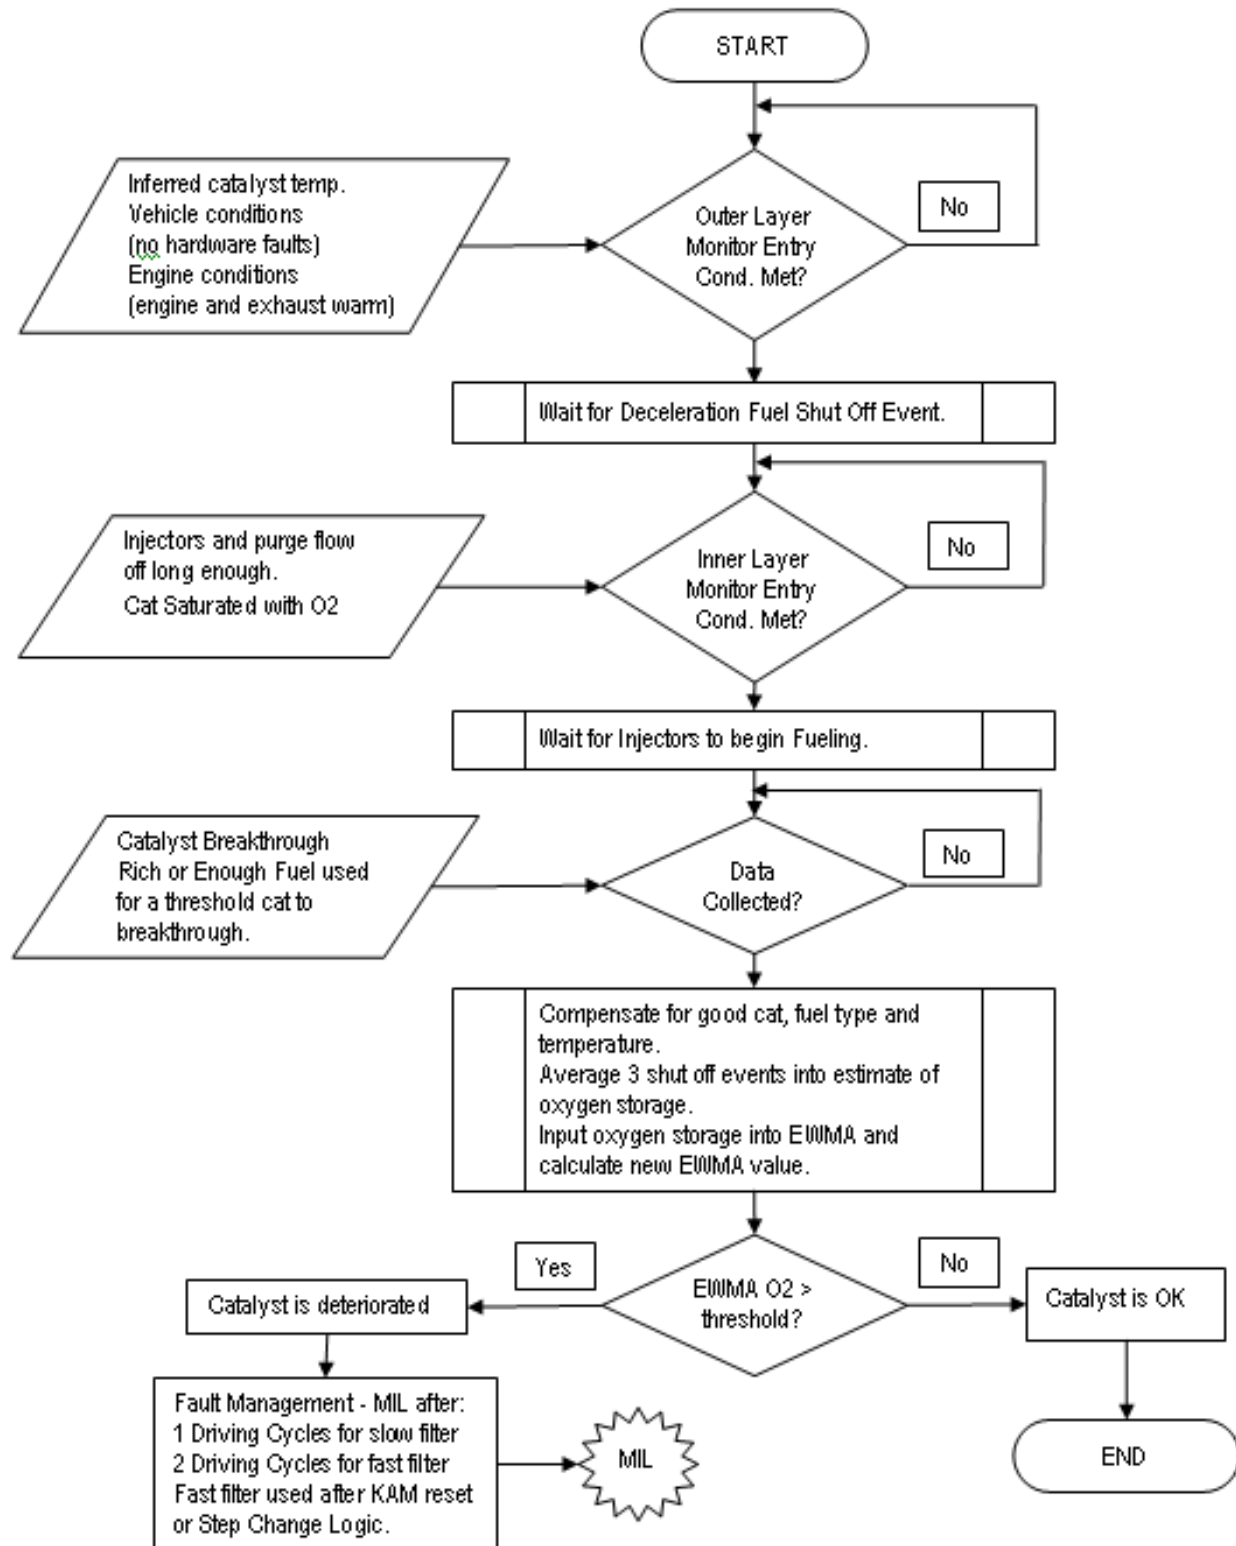 START
Inferred catalyst temp.
Vehicle conditions
(no hardware faults)
Engine conditions
(engine and exhaust warm)
Outer Layer
Monitor Entry
Cond. Met?
No
Wait for Deceleration Fuel Shut Off Event.
Injectors and purge flow
off long enough.
Cat Saturated with O2
Inner Layer
Monitor Entry
Cond. Met?
No
Wait for Injectors to begin Fueling.
Catalyst Breakthrough
Rich or Enough Fuel used
for a threshold cat to
breakthrough.
Data
Collected?
No
Compensate for good cat, fuel type and
temperature.
Average 3 shut off events into estimate of
oxygen storage.
Input oxygen storage into EWMA and
calculate new EWMA value.
Yes
EWMA O2 >
threshold?
No
Catalyst is deteriorated
Catalyst is OK
Fault Management - MIL after:
1 Driving Cycles for slow filter
2 Driving Cycles for fast filter
Fast filter used after KAM reset
or Step Change Logic.
MIL
END